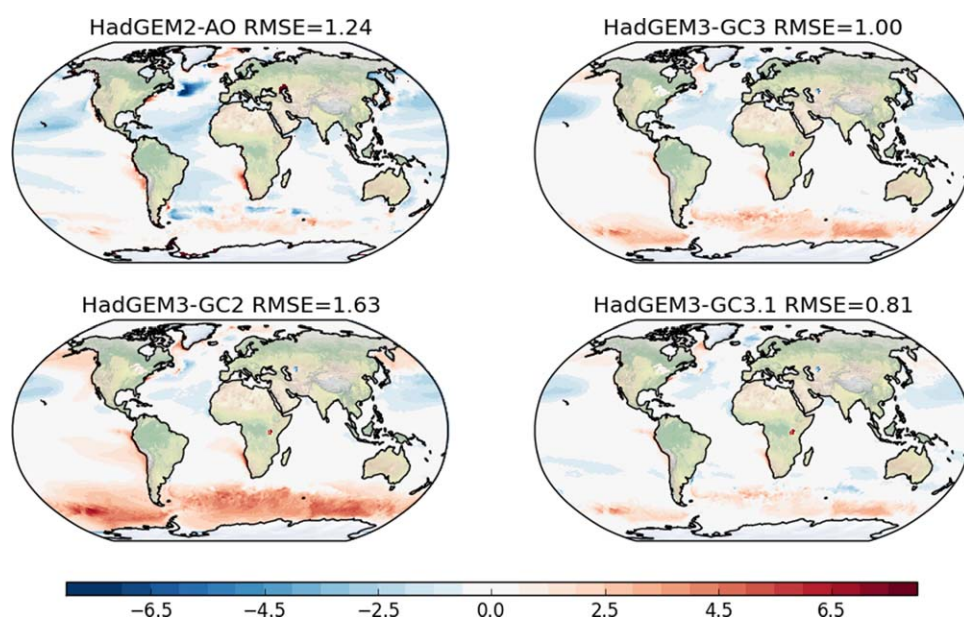 HadGEM2-AO RMSE=1.24
HadGEM3-GC3 RMSE=1.00
HadGEM3-GC2 RMSE=1.63
HadGEM3-GC3.1 RMSE=0.81
−6.5 −4.5 −2.5 0.0 2.5 4.5 6.5